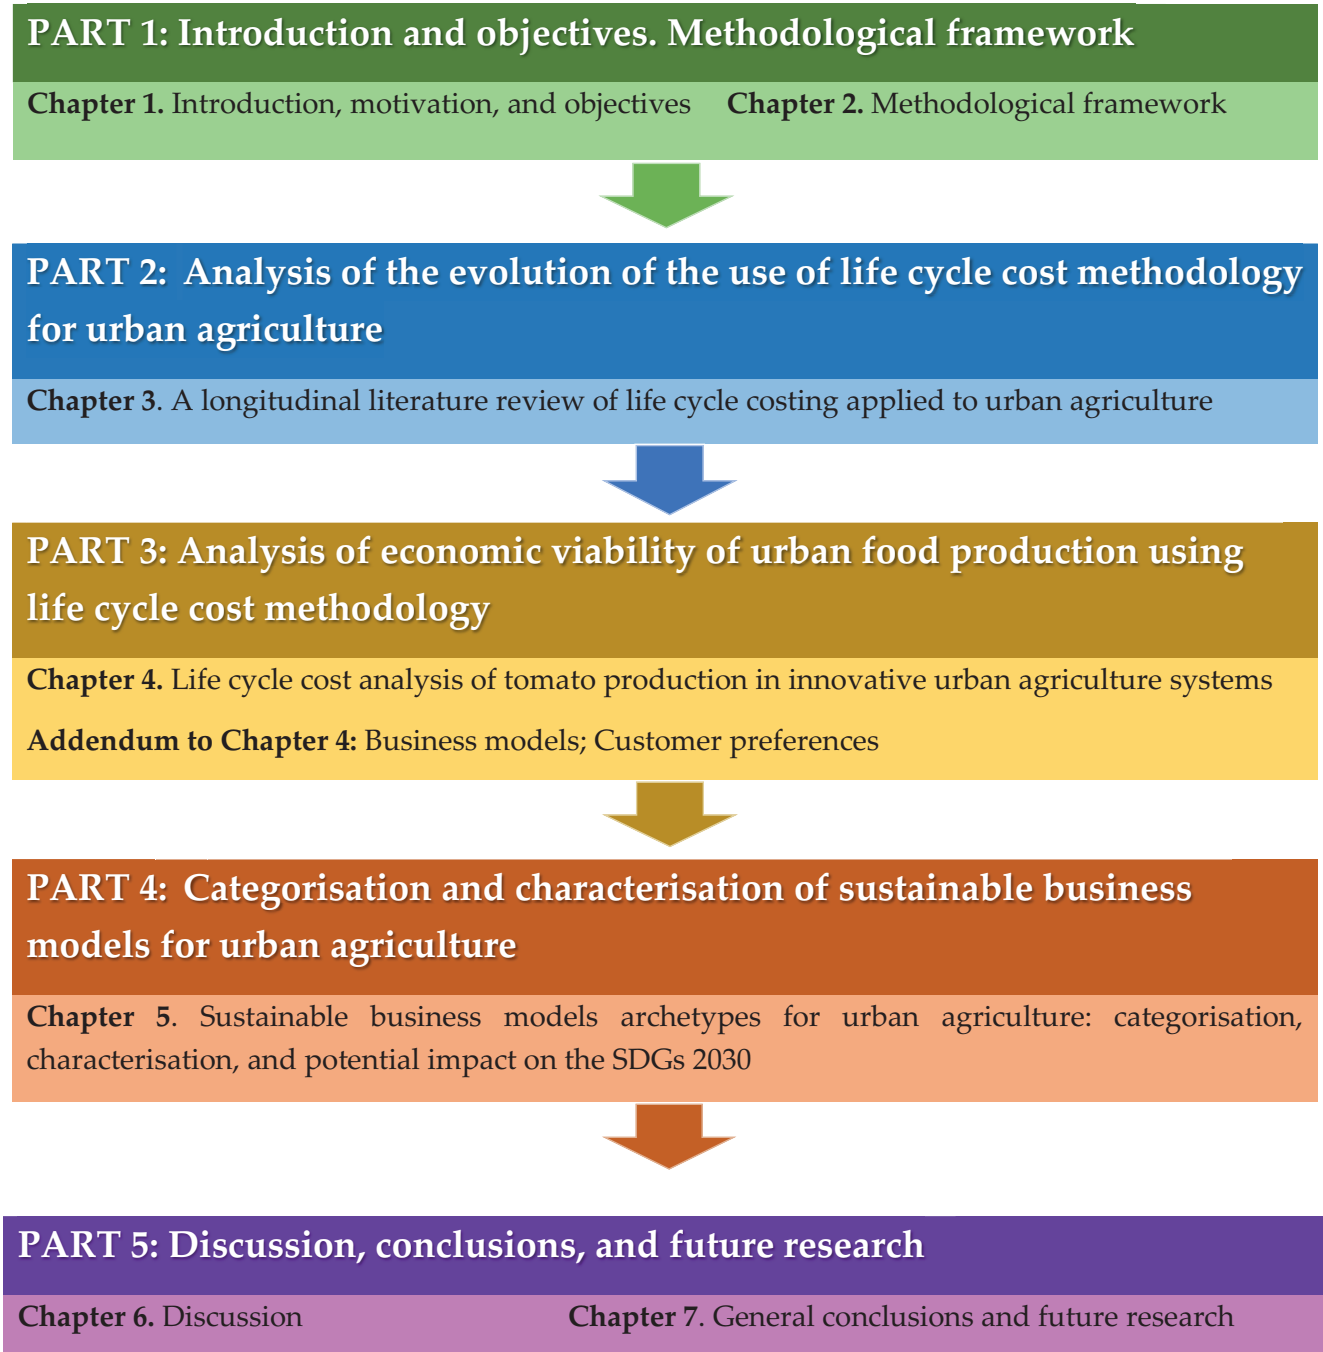 PART 1: Introduction and objectives. Methodological framework
Chapter 1. Introduction, motivation, and objectives Chapter 2. Methodological framework
PART 2: Analysis of the evolution of the use of life cycle cost methodology
for urban agriculture
Chapter 3. A longitudinal literature review of life cycle costing applied to urban agriculture
PART 3: Analysis of economic viability of urban food production using
life cycle cost methodology
Chapter 4. Life cycle cost analysis of tomato production in innovative urban agriculture systems
Addendum to Chapter 4: Business models; Customer preferences
PART 4: Categorisation and characterisation of sustainable business
models for urban agriculture
Chapter 5. Sustainable business models archetypes for urban agriculture: categorisation,
characterisation, and potential impact on the SDGs 2030
PART 5: Discussion, conclusions, and future research
Chapter 6. Discussion Chapter 7. General conclusions and future research